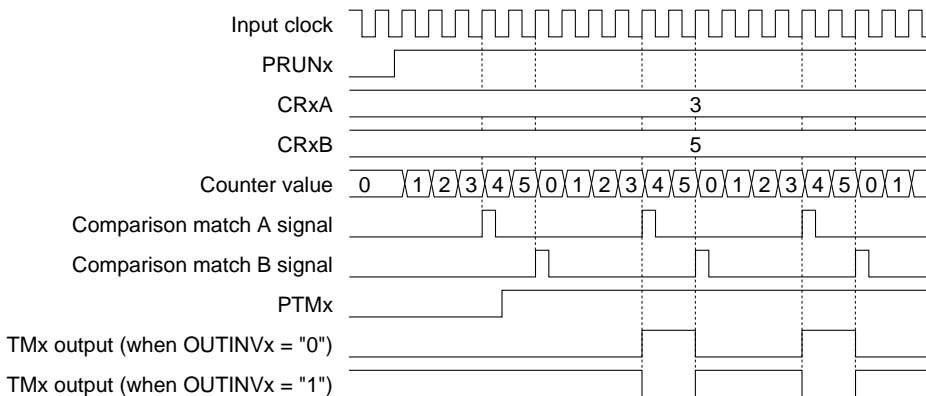 Input clock
PRUNx
CRxA 3
CRxB 5
Counter value 0 1 2 3 4 5 0 1 2 3 4 5 0 1 2 3 4 5 0 1
Comparison match A signal
Comparison match B signal
PTMx
TMx output (when OUTINVx = "0")
TMx output (when OUTINVx = "1")